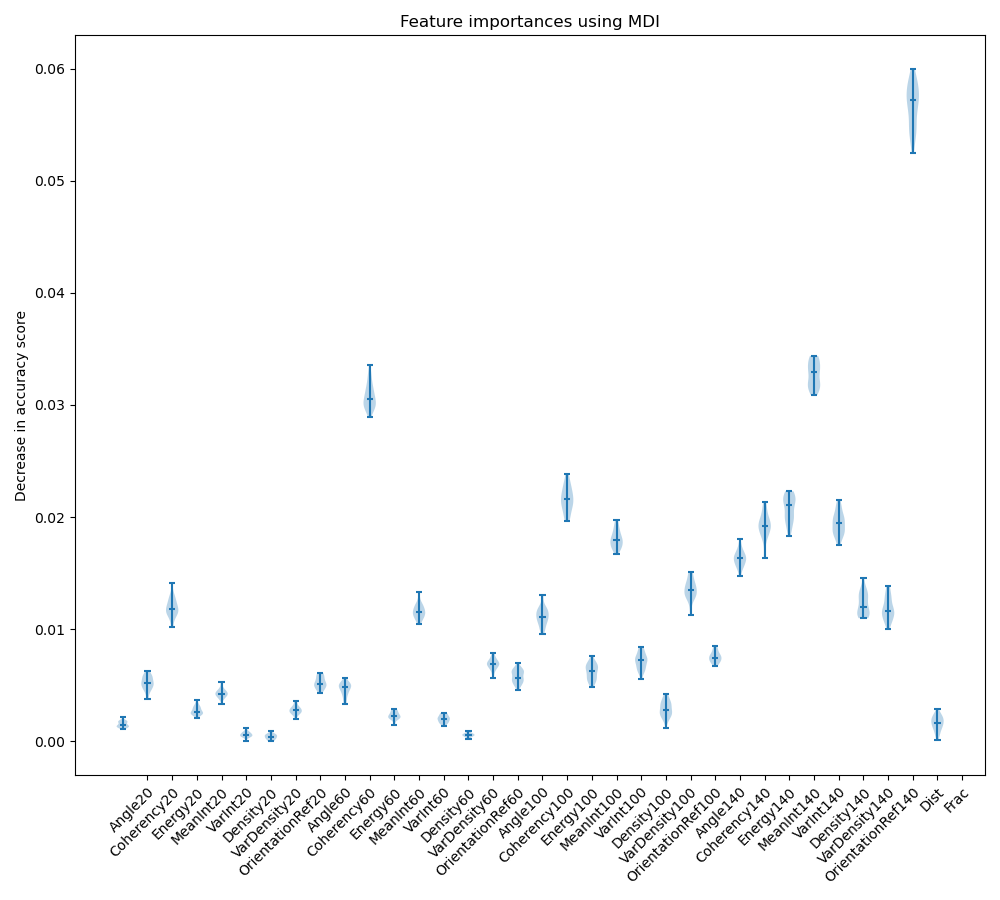 Feature importances using MDI
Decrease in accuracy score
0.06
0.05
0.04
0.03
0.02
0.01
0.00
Angle20
Coherency20
Energy20
MeanInt20
VarInt20
Density20
VarDensity20
OrientationRef20
Angle60
Coherency60
Energy60
MeanInt60
VarInt60
Density60
VarDensity60
OrientationRef60
Angle100
Coherency100
Energy100
MeanInt100
VarInt100
Density100
VarDensity100
OrientationRef100
Angle140
Coherency140
Energy140
MeanInt140
VarInt140
Density140
VarDensity140
OrientationRef140
Dist
Frac